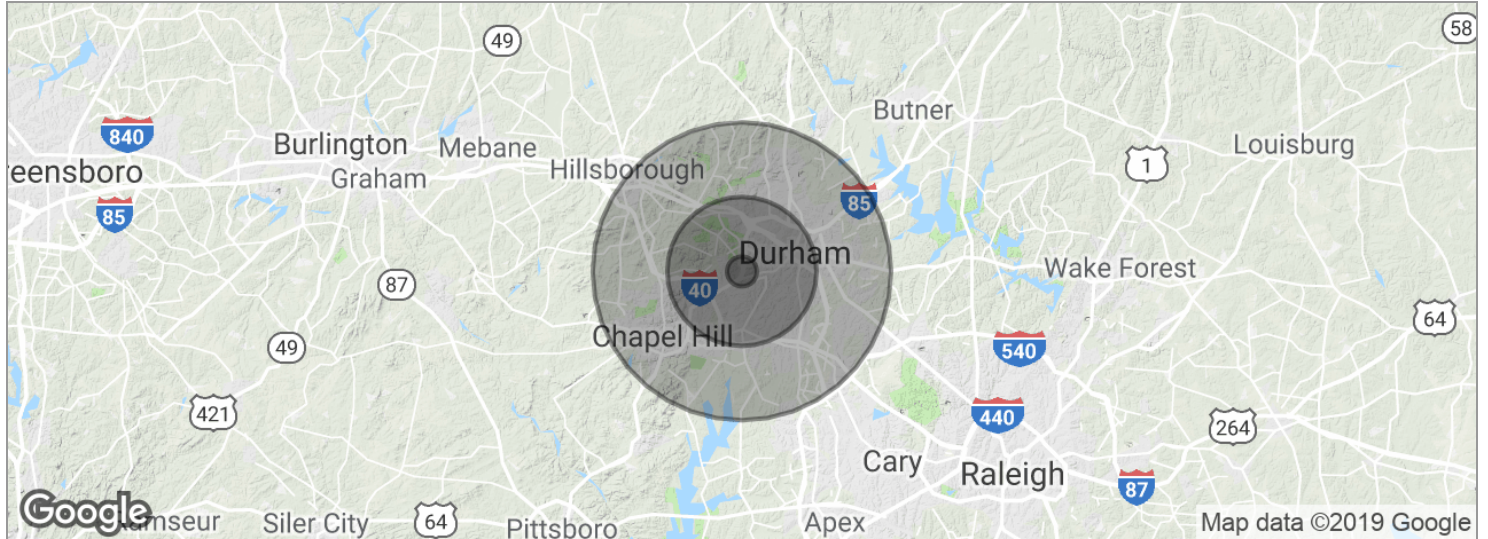 49
58
840
Butner
Burlington
Mebane
Louisburg
1
Hillsborough
reensboro
Graham
85
85
Durham
Wake Forest
87
40
64
Chapel Hill
49
540
421
440
264
Cary
Raleigh
87
Google
amseur
Siler City
64
Pittsboro
Apex
Map data ©2019 Google